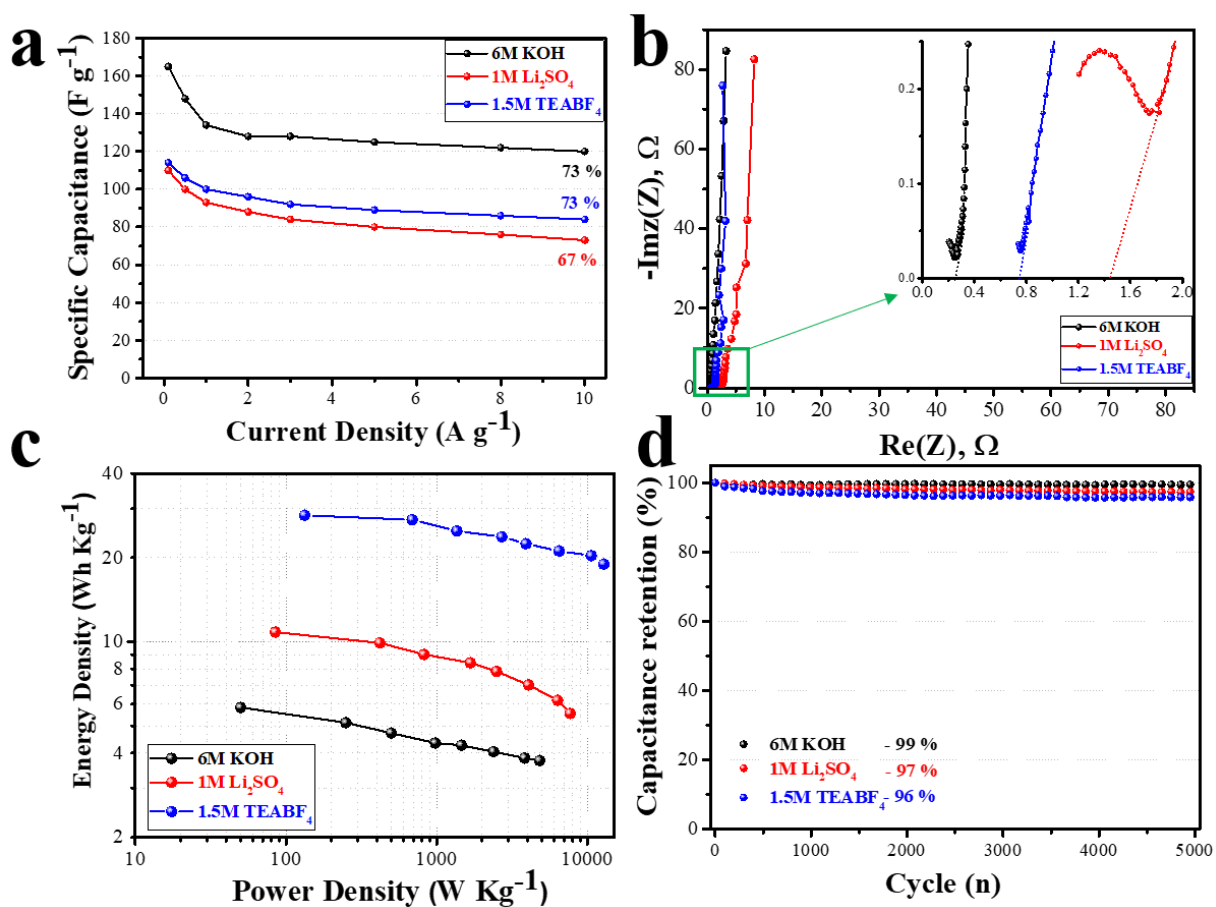 a
Specific Capacitance (F g⁻¹)
180
160
140
120
100
80
60
40
20
0
0
2
4
6
8
10
Current Density (A g⁻¹)
6M KOH
1M Li₂SO₄
1.5M TEABF₄
73 %
73 %
67 %
b
-Imz(Z), Ω
80
60
40
20
0
0
10
20
30
40
50
60
70
80
Re(Z), Ω
0.2
0.1
0.0
0.0
0.4
0.8
1.2
1.6
2.0
6M KOH
1M Li₂SO₄
1.5M TEABF₄
c
Energy Density (Wh Kg⁻¹)
40
20
10
8
6
4
2
10
100
1000
10000
Power Density (W Kg⁻¹)
6M KOH
1M Li₂SO₄
1.5M TEABF₄
d
Capacitance retention (%)
100
80
60
40
20
0
0
1000
2000
3000
4000
5000
Cycle (n)
6M KOH - 99 %
1M Li₂SO₄ - 97 %
1.5M TEABF₄ - 96 %